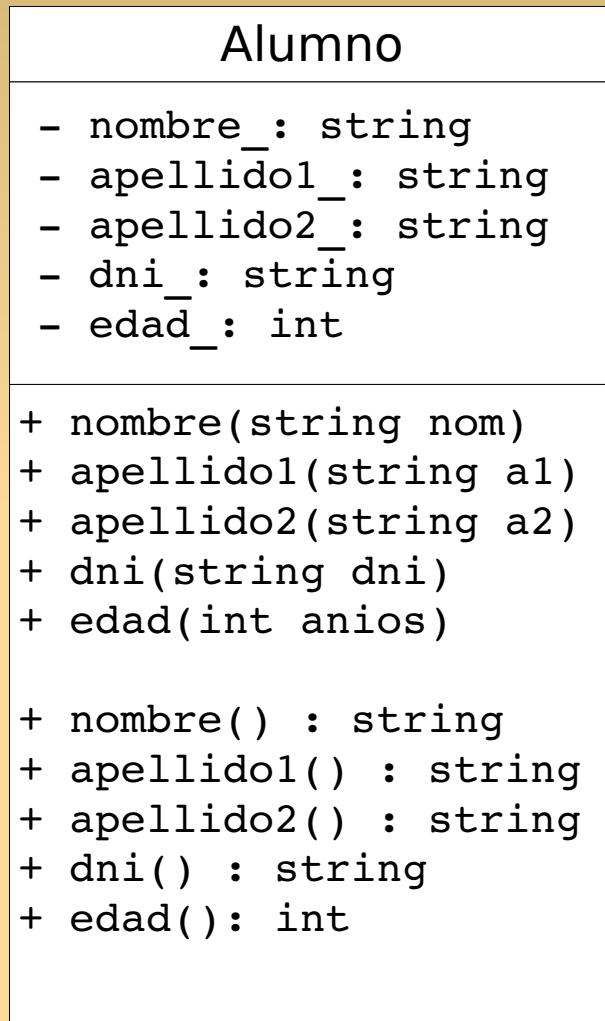 Alumno
- nombre_: string
- apellido1_: string
- apellido2_: string
- dni_: string
- edad_: int
+ nombre(string nom)
+ apellido1(string a1)
+ apellido2(string a2)
+ dni(string dni)
+ edad(int anios)
+ nombre() : string
+ apellido1() : string
+ apellido2() : string
+ dni() : string
+ edad(): int